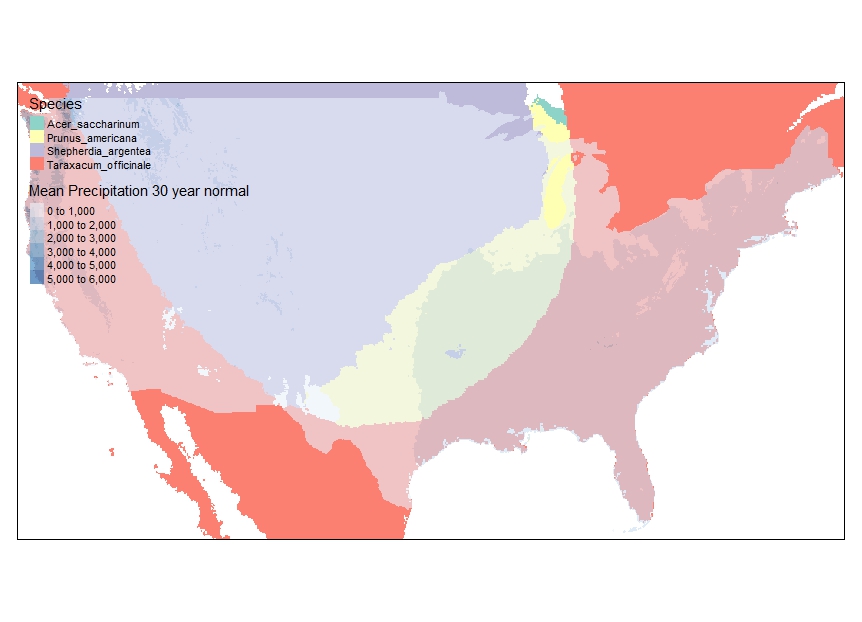 Species
Acer_saccharinum
Prunus_americana
Shepherdia_argentea
Taraxacum_officinale
Mean Precipitation 30 year normal
0 to 1,000
1,000 to 2,000
2,000 to 3,000
3,000 to 4,000
4,000 to 5,000
5,000 to 6,000